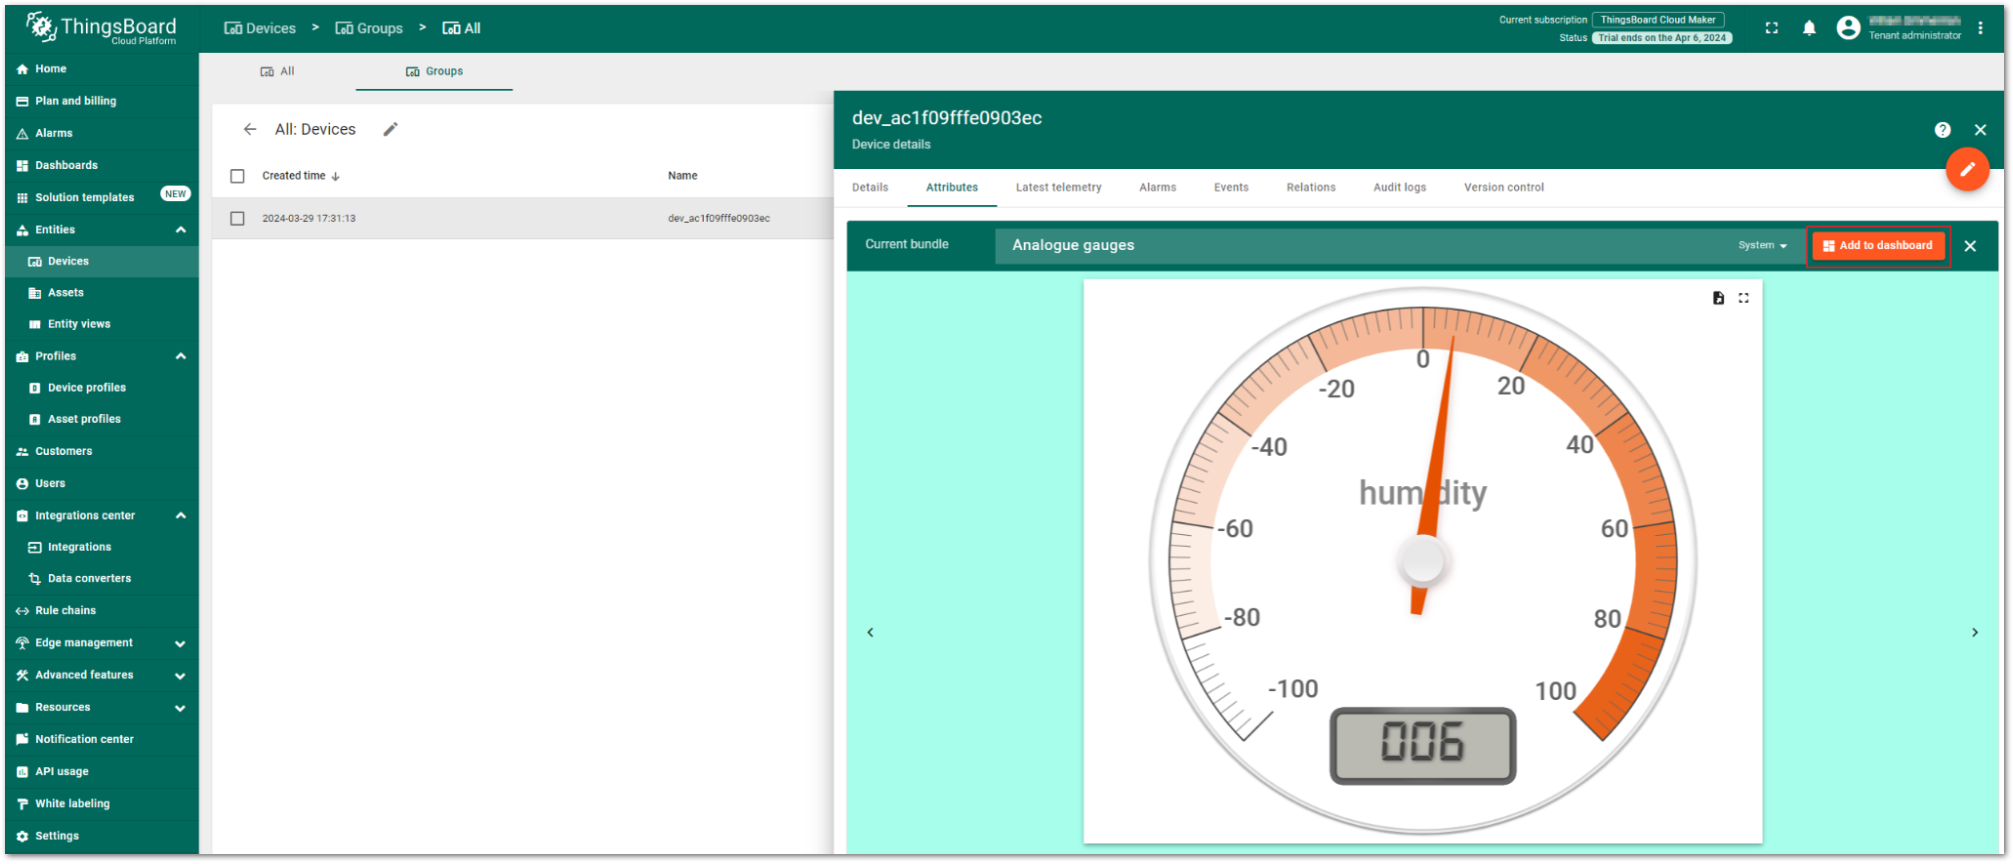 ThingsBoard
Cloud Platform
Devices > Groups > All
Current subscription ThingsBoard Cloud Maker
Status Trial ends on the Apr 6, 2024
Tenant administrator
Home
Plan and billing
Alarms
Dashboards
Solution templates NEW
Entities
Devices
Assets
Entity views
Profiles
Device profiles
Asset profiles
Customers
Users
Integrations center
Integrations
Data converters
Rule chains
Edge management
Advanced features
Resources
Notification center
API usage
White labeling
Settings
All Groups
All: Devices
Created time Name
2024-03-29 17:31:13 dev_ac1f09fffe0903ec
dev_ac1f09fffe0903ec
Device details
Details Attributes Latest telemetry Alarms Events Relations Audit logs Version control
Current bundle Analogue gauges System Add to dashboard
0
-20 20
-40 40
humidity
-60 60
-80 80
-100 100
006